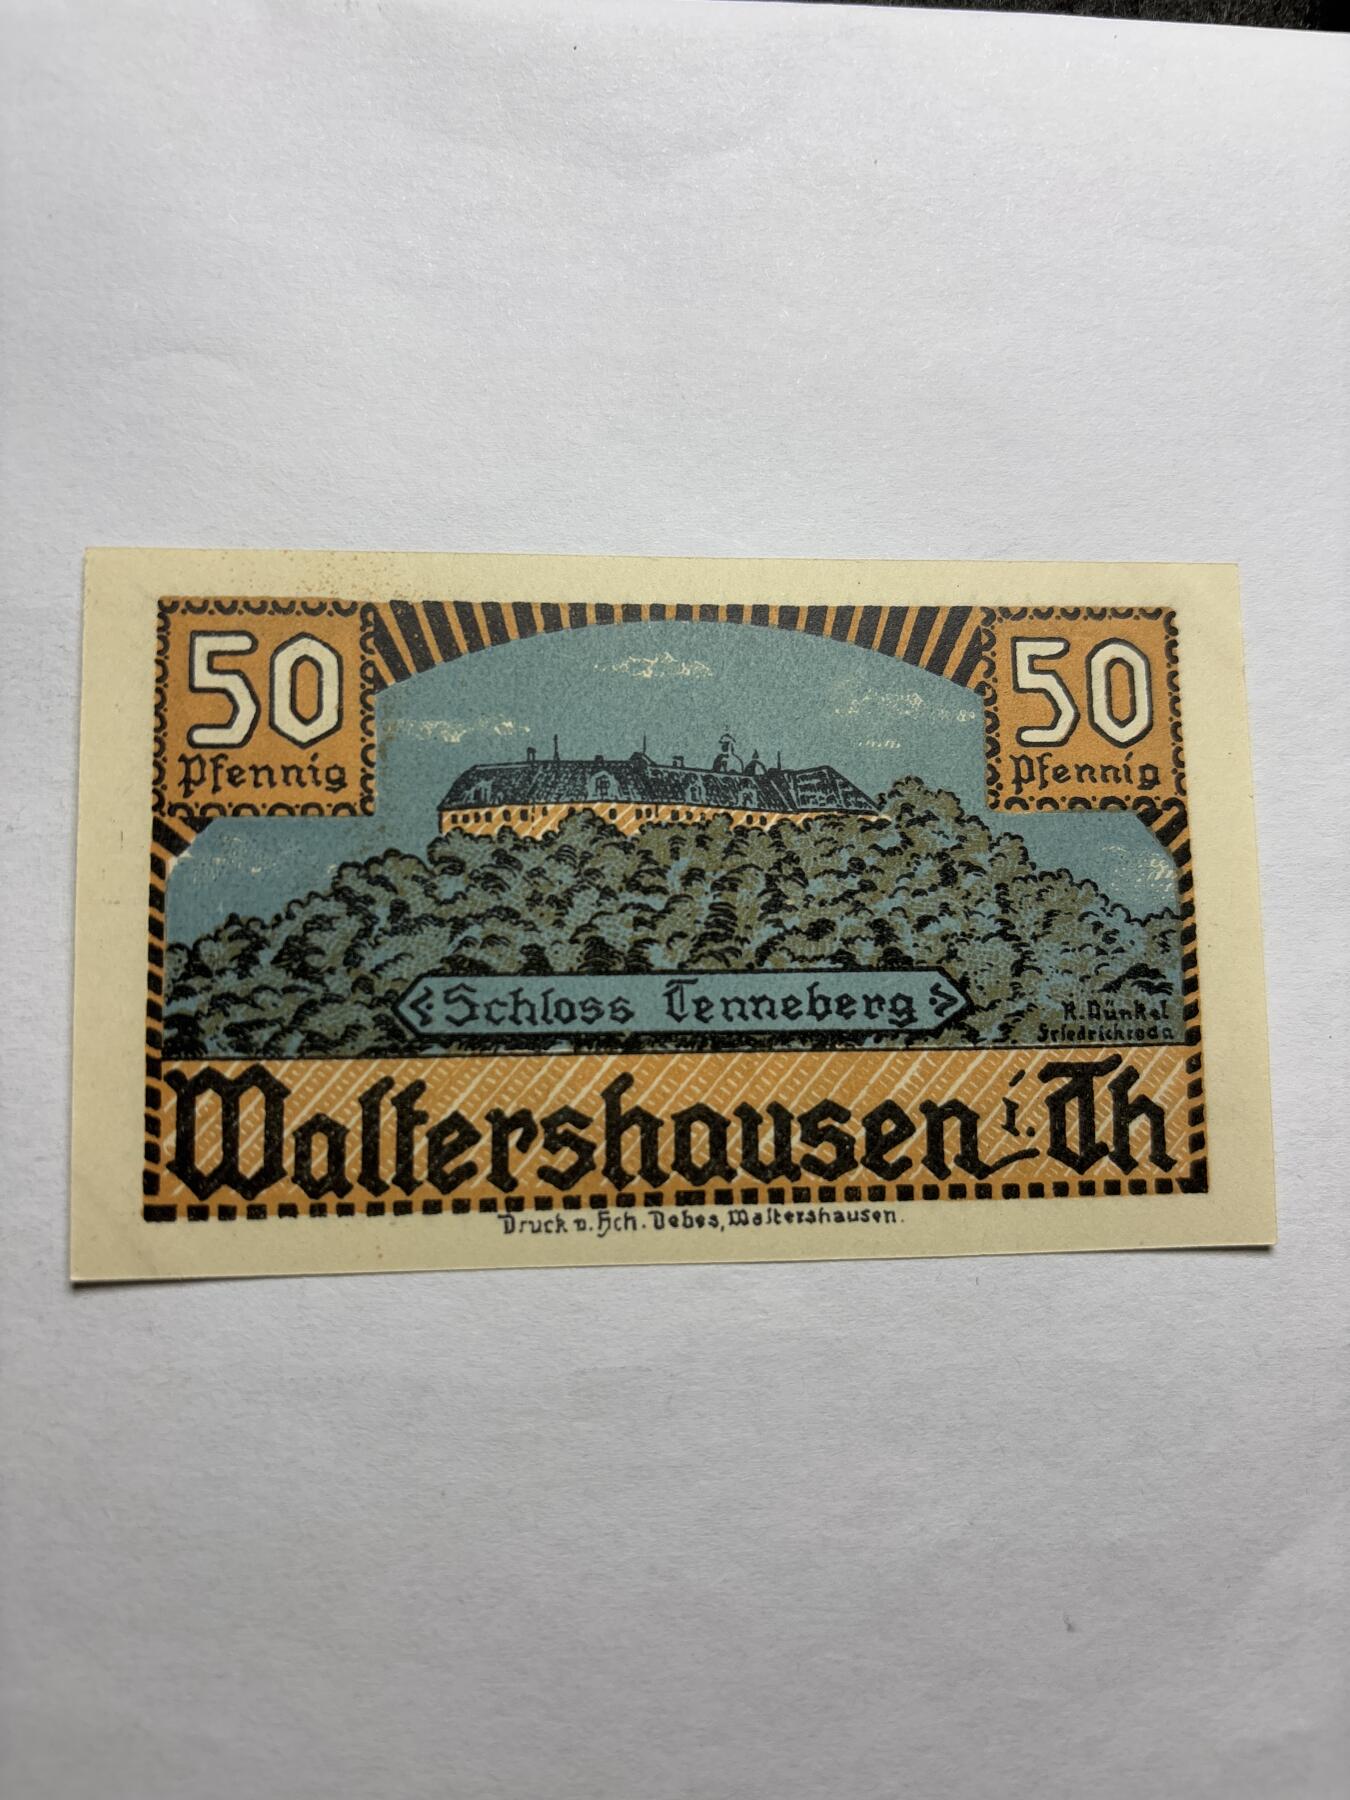 50 50
Pfennig Pfennig
Schloss Tenneberg
K. Dünkel
Friedrichroda
Waltershausen i. Th
Druck v. Hch. Debes, Waltershausen.